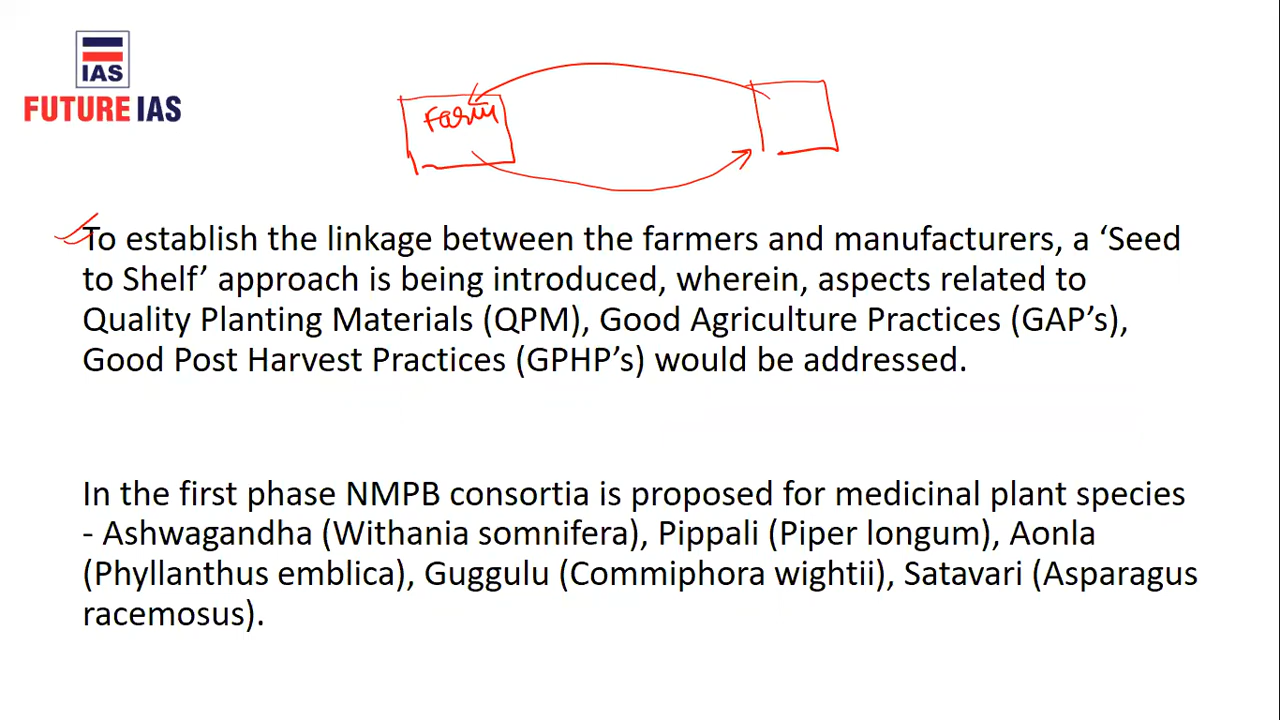 IAS
FUTURE IAS
Farm
To establish the linkage between the farmers and manufacturers, a ‘Seed
to Shelf’ approach is being introduced, wherein, aspects related to
Quality Planting Materials (QPM), Good Agriculture Practices (GAP’s),
Good Post Harvest Practices (GPHP’s) would be addressed.
In the first phase NMPB consortia is proposed for medicinal plant species
- Ashwagandha (Withania somnifera), Pippali (Piper longum), Aonla
(Phyllanthus emblica), Guggulu (Commiphora wightii), Satavari (Asparagus
racemosus).